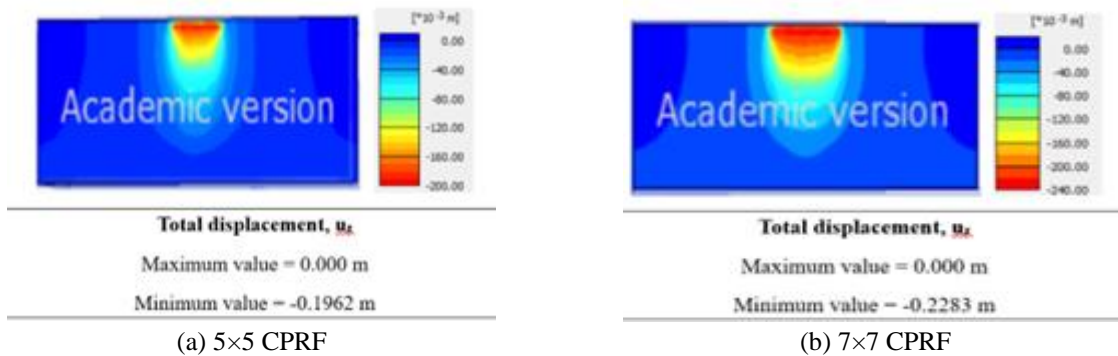 [*10⁻³ m]
0.00
-40.00
-80.00
-120.00
-160.00
-200.00
Academic version
Total displacement, uz
Maximum value = 0.000 m
Minimum value = -0.1962 m
(a) 5×5 CPRF
[*10⁻³ m]
0.00
-40.00
-80.00
-120.00
-160.00
-200.00
-240.00
Academic version
Total displacement, uz
Maximum value = 0.000 m
Minimum value = -0.2283 m
(b) 7×7 CPRF